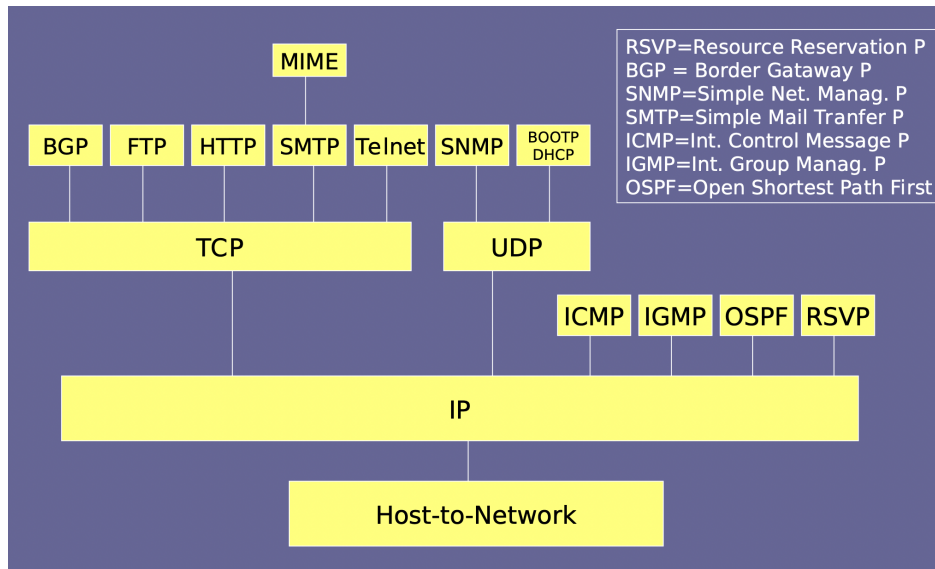 MIME
RSVP=Resource Reservation P
BGP = Border Gataway P
SNMP=Simple Net. Manag. P
SMTP=Simple Mail Tranfer P
ICMP=Int. Control Message P
IGMP=Int. Group Manag. P
OSPF=Open Shortest Path First
BGP
FTP
HTTP
SMTP
Telnet
SNMP
BOOTP
DHCP
TCP
UDP
ICMP
IGMP
OSPF
RSVP
IP
Host-to-Network